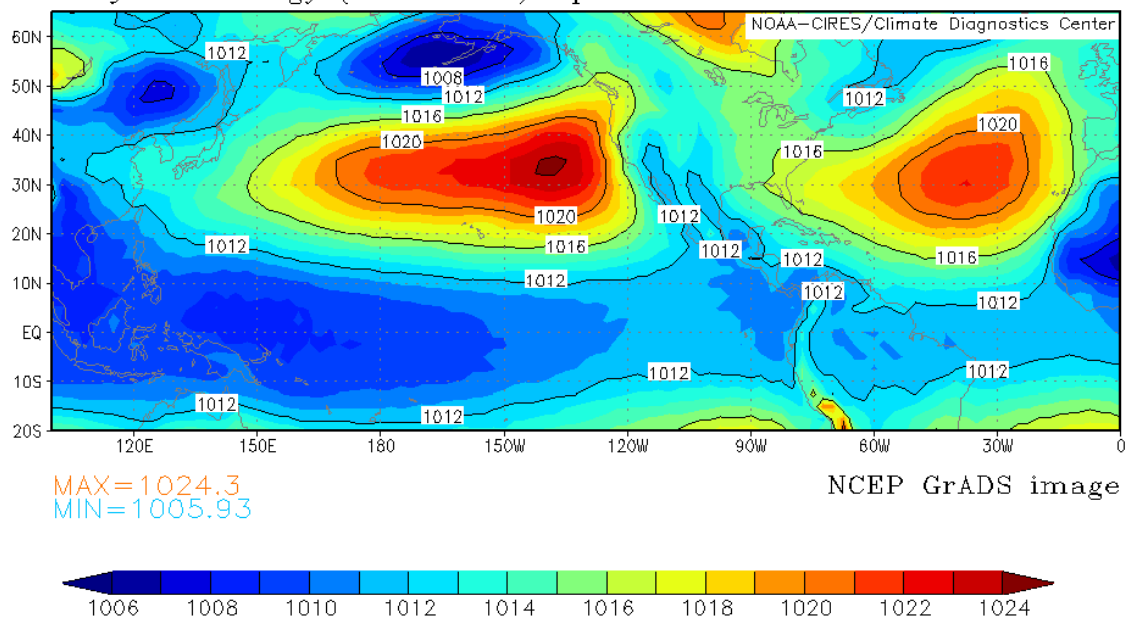 NOAA-CIRES/Climate Diagnostics Center
60N
50N
40N
30N
20N
10N
EQ
10S
20S
1012
1008
1012
1016
1020
1020
1016
1012
1012
1012
1012
1012
1012
1012
1012
1012
1012
1012
1016
1016
1020
1016
1012
1012
120E 150E 180 150W 120W 90W 60W 30W 0
MAX=1024.3
MIN=1005.93
NCEP GrADS image
1006 1008 1010 1012 1014 1016 1018 1020 1022 1024